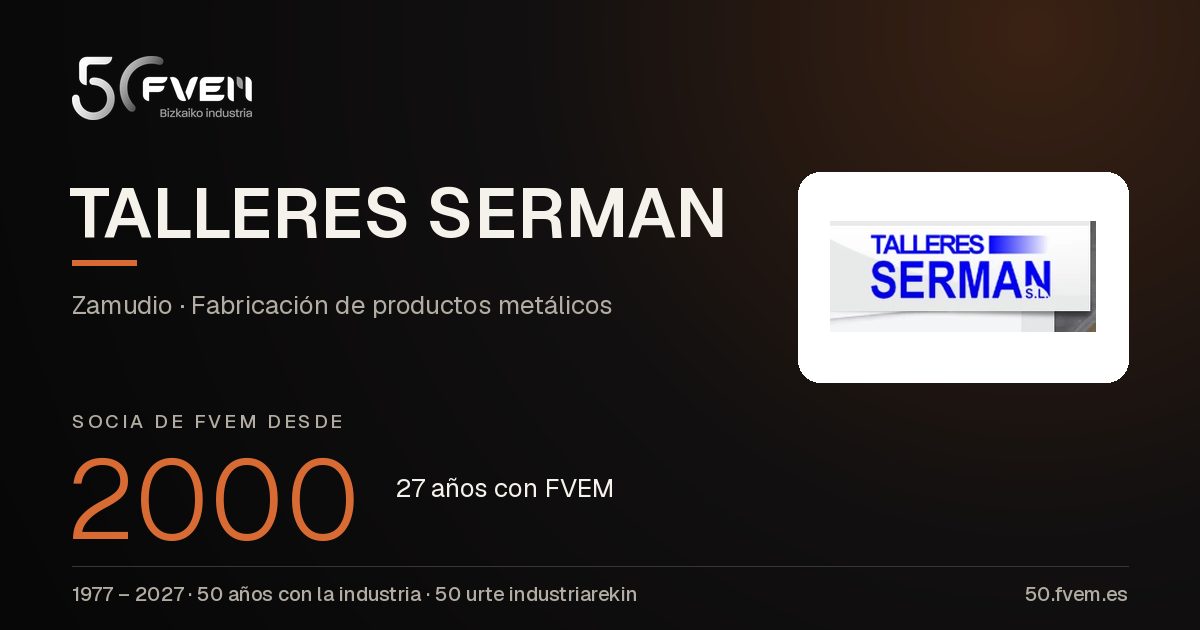 50 FVEM
Bizkaiko industria
TALLERES SERMAN
Zamudio · Fabricación de productos metálicos
TALLERES
SERMAN
S.L.
SOCIA DE FVEM DESDE
2000
27 años con FVEM
1977 – 2027 · 50 años con la industria · 50 urte industriarekin
50.fvem.es